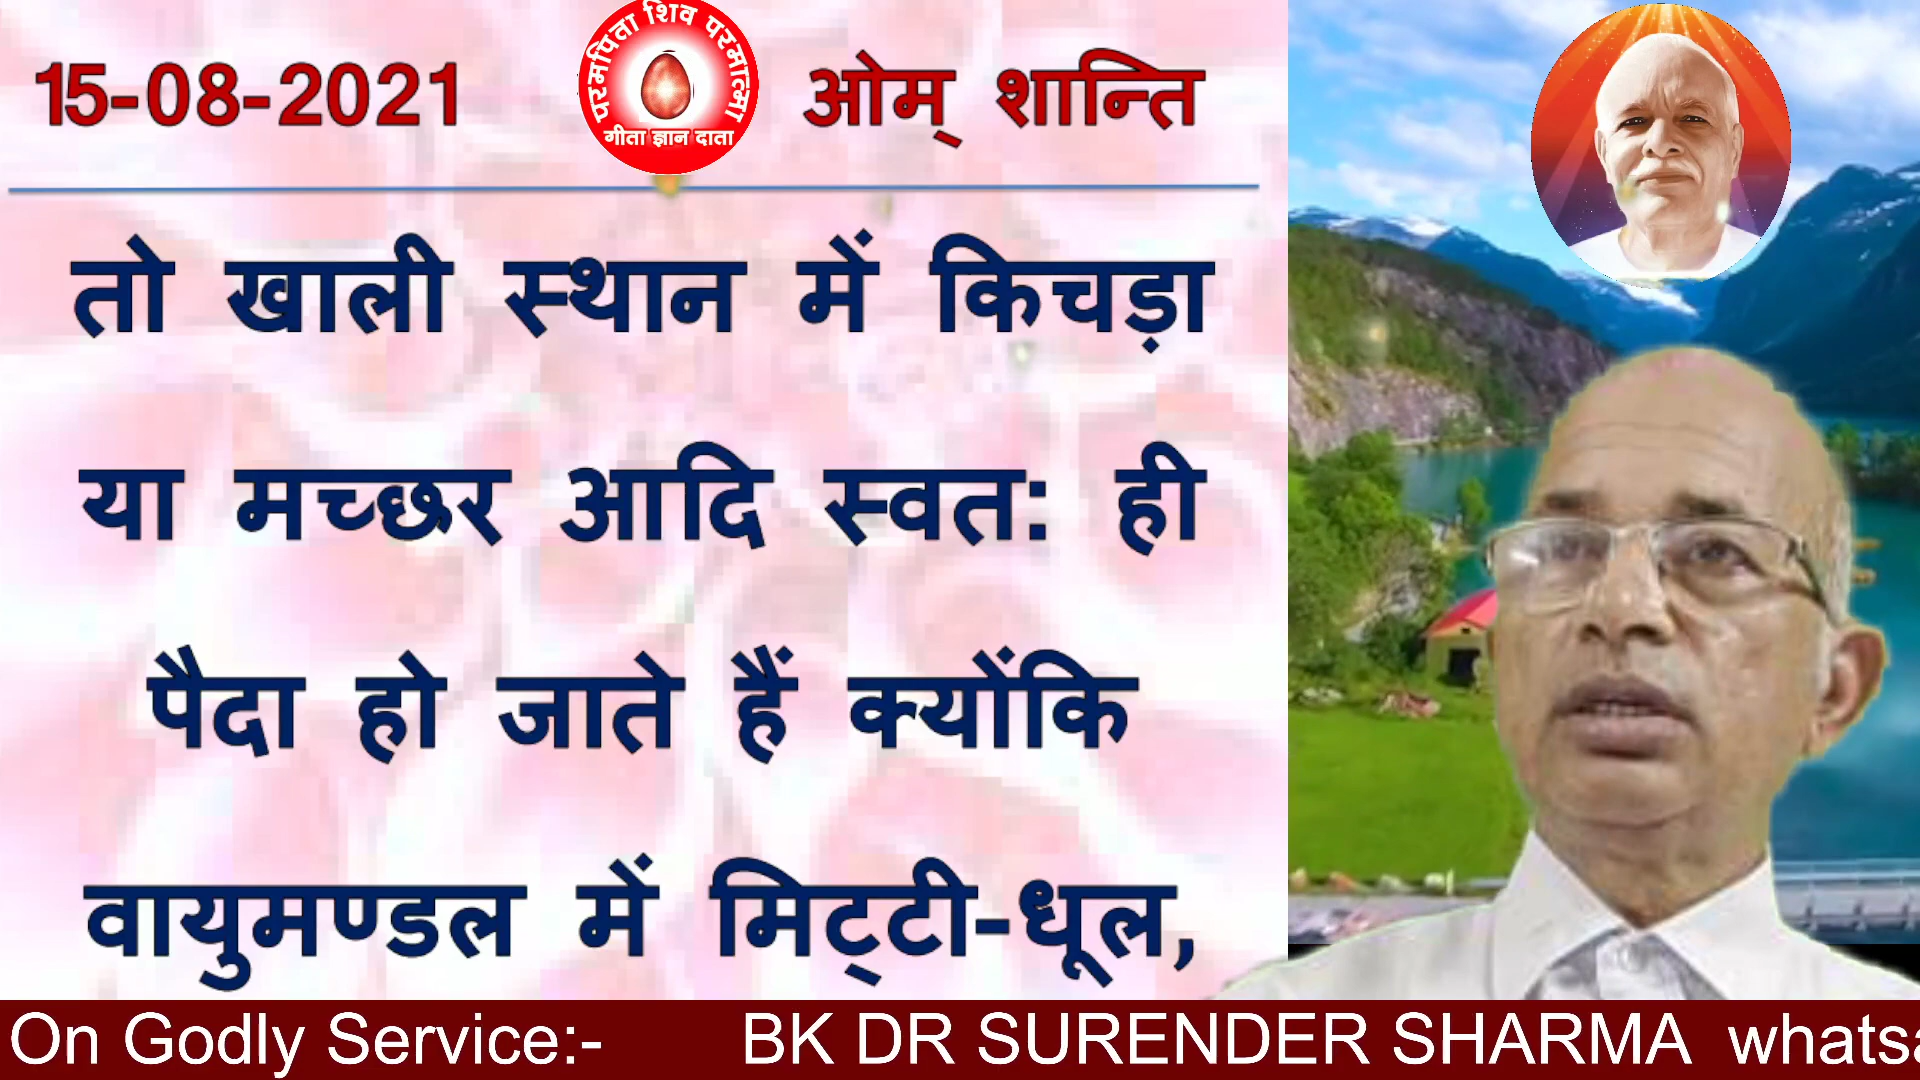 15-08-2021
परमपिता शिव परमात्मा
गीता ज्ञान दाता
ओम् शान्ति
तो खाली स्थान में किचड़ा
या मच्छर आदि स्वत: ही
पैदा हो जाते हैं क्योंकि
वायुमण्डल में मिट्टी-धूल,
On Godly Service:- BK DR SURENDER SHARMA whatsa